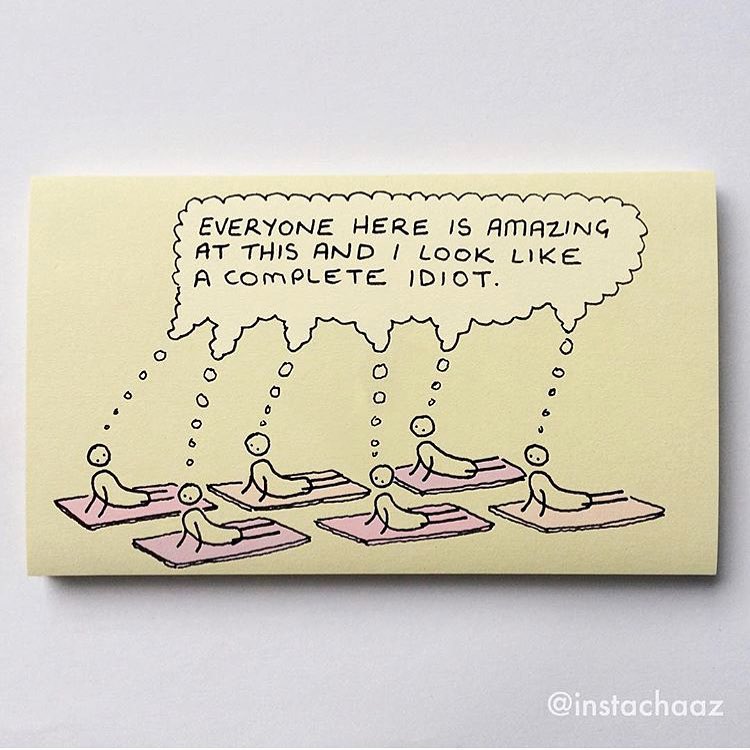 EVERYONE HERE IS AMAZING
AT THIS AND I LOOK LIKE
A COMPLETE IDIOT.
@instachaaz